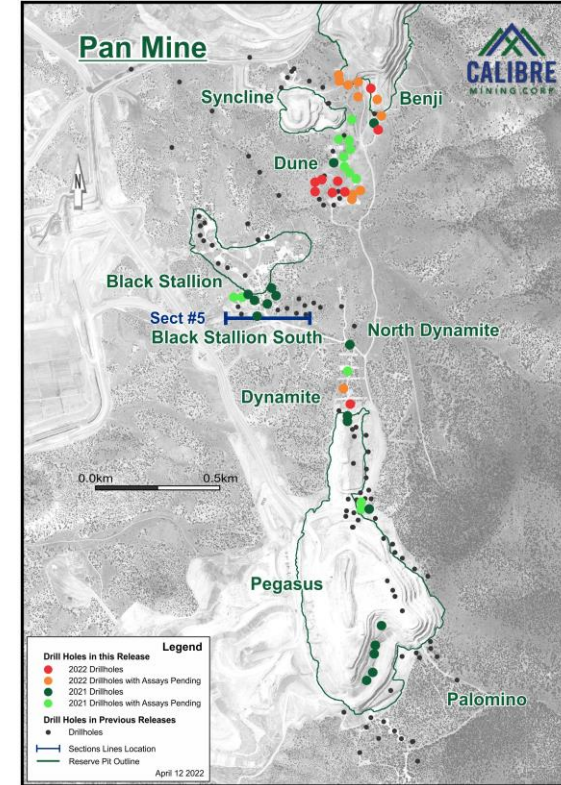 Pan Mine
CALIBRE
MINING CORP
Syncline
Benji
Dune
N
Black Stallion
Sect #5
Black Stallion South
North Dynamite
Dynamite
0.0km 0.5km
Pegasus
Palomino
Legend
Drill Holes in this Release
2022 Drillholes
2022 Drillholes with Assays Pending
2021 Drillholes
2021 Drillholes with Assays Pending
Drill Holes in Previous Releases
Drillholes
Sections Lines Location
Reserve Pit Outline
April 12 2022